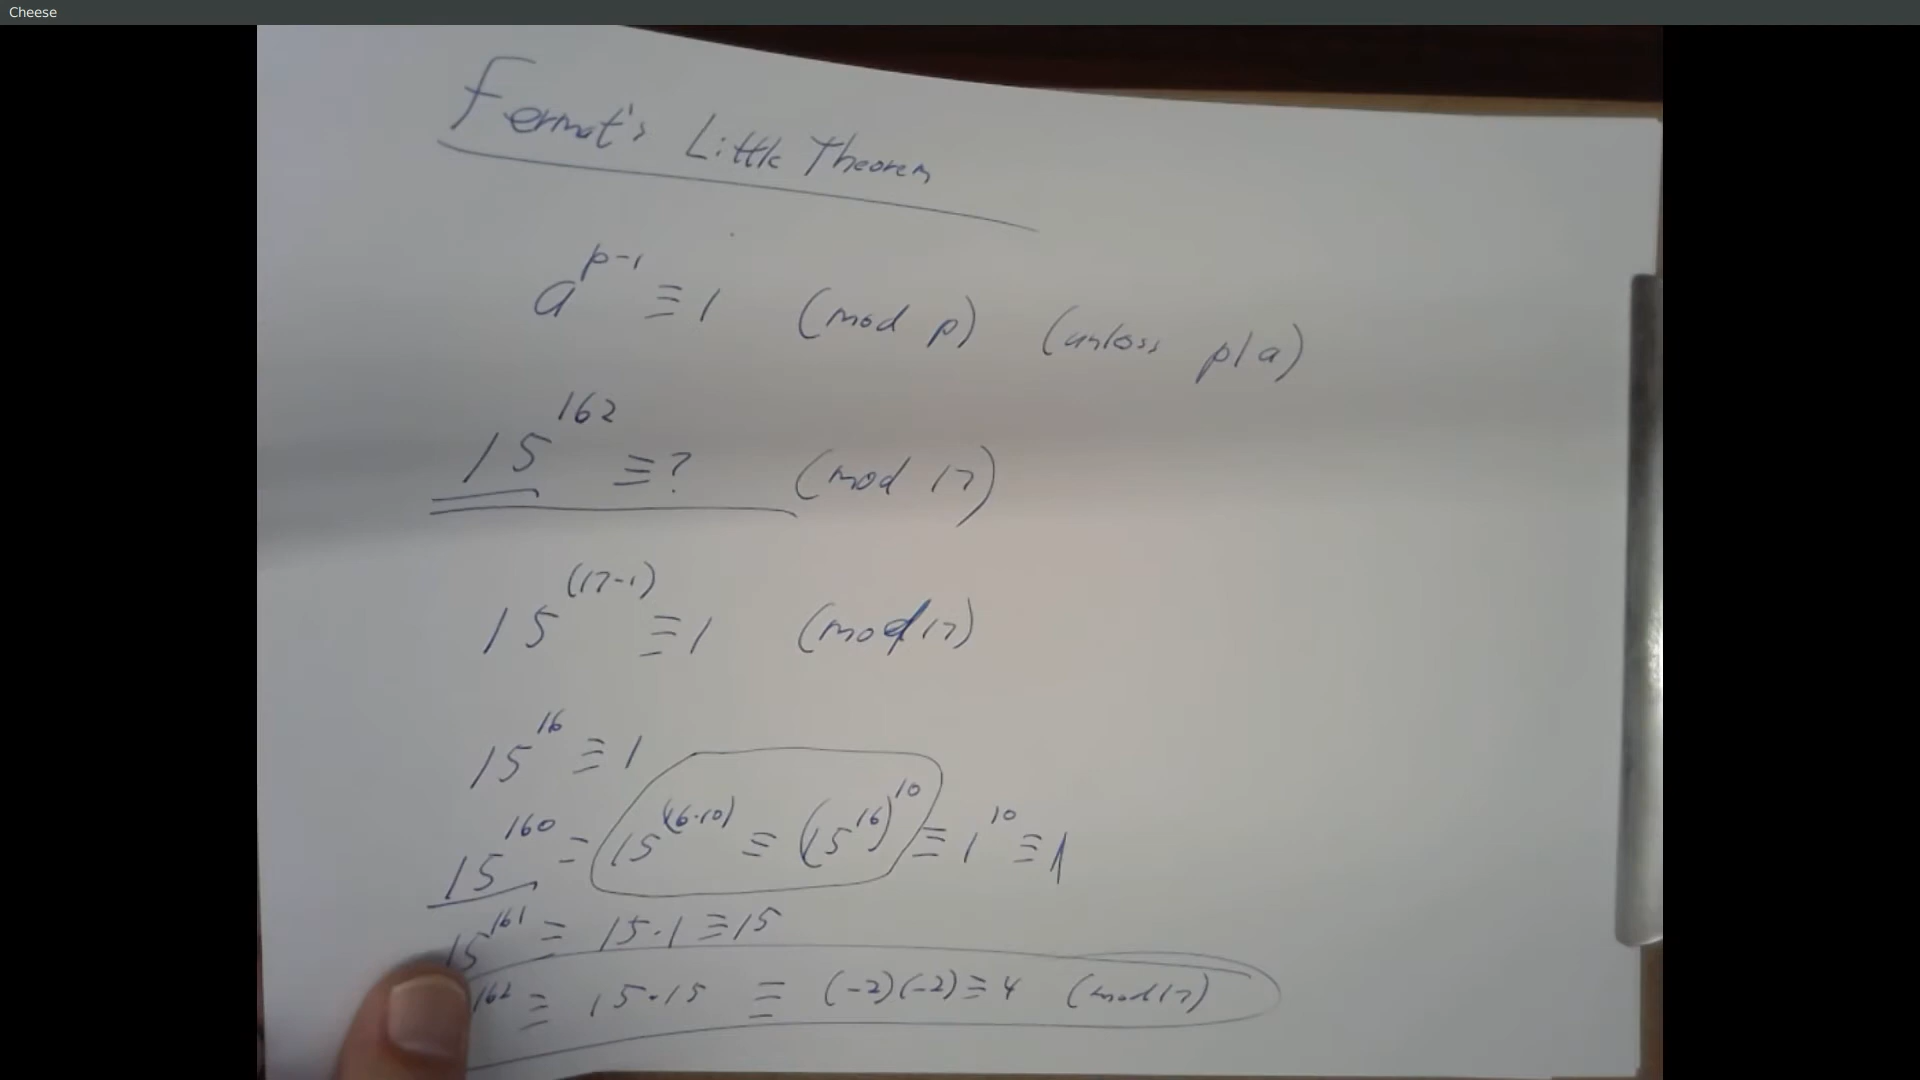 Cheese
Fermat's Little Theorem
a^(p-1) ≡ 1 (mod p) (unless p|a)
15^162 ≡ ? (mod 17)
15^(17-1) ≡ 1 (mod 17)
15^16 ≡ 1
15^160 = 15^(16·10) ≡ (15^16)^10 ≡ 1^10 ≡ 1
15^161 ≡ 15·1 ≡ 15
162 ≡ 15·15 ≡ (-2)(-2) ≡ 4 (mod 17)